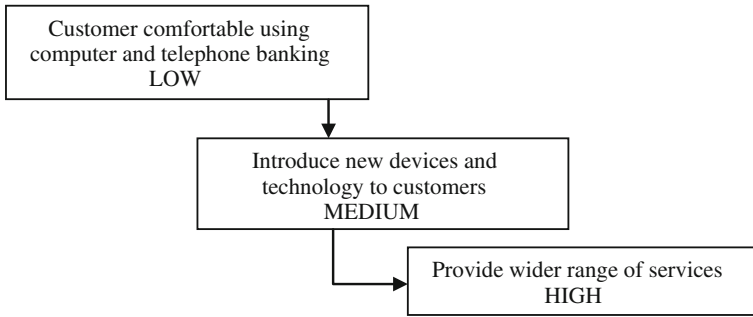 Customer comfortable using
computer and telephone banking
LOW
Introduce new devices and
technology to customers
MEDIUM
Provide wider range of services
HIGH